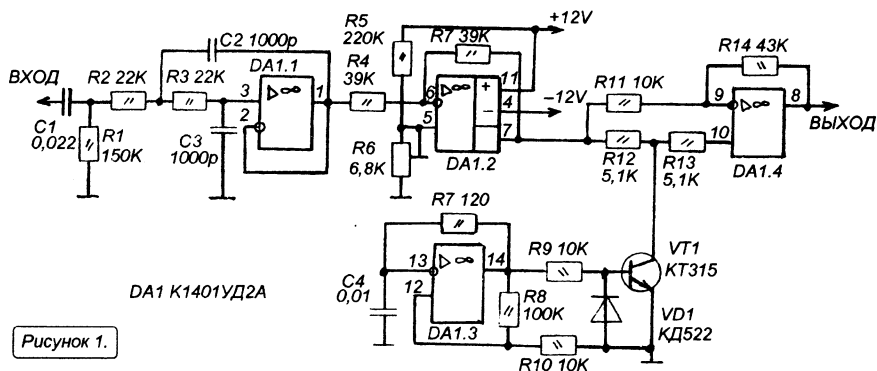 R5
220K
+12V
R7 39K
R14 43K
C2 1000p
DA1.1
R4
39K
ВХОД
R2 22K
R3 22K
3
1
2
6
5
11
4
7
+
−
−12V
R11 10K
9
8
10
ВЫХОД
C1
0,022
R1
150K
C3
1000p
R6
6,8K
DA1.2
R12
5,1K
R13
5,1K
DA1.4
R7 120
13
14
12
C4
0,01
R9 10K
VT1
КТ315
R8
100K
DA1.3
VD1
КД522
R10 10K
DA1 К1401УД2А
Рисунок 1.
▷∞
▷∞
▷∞
▷∞